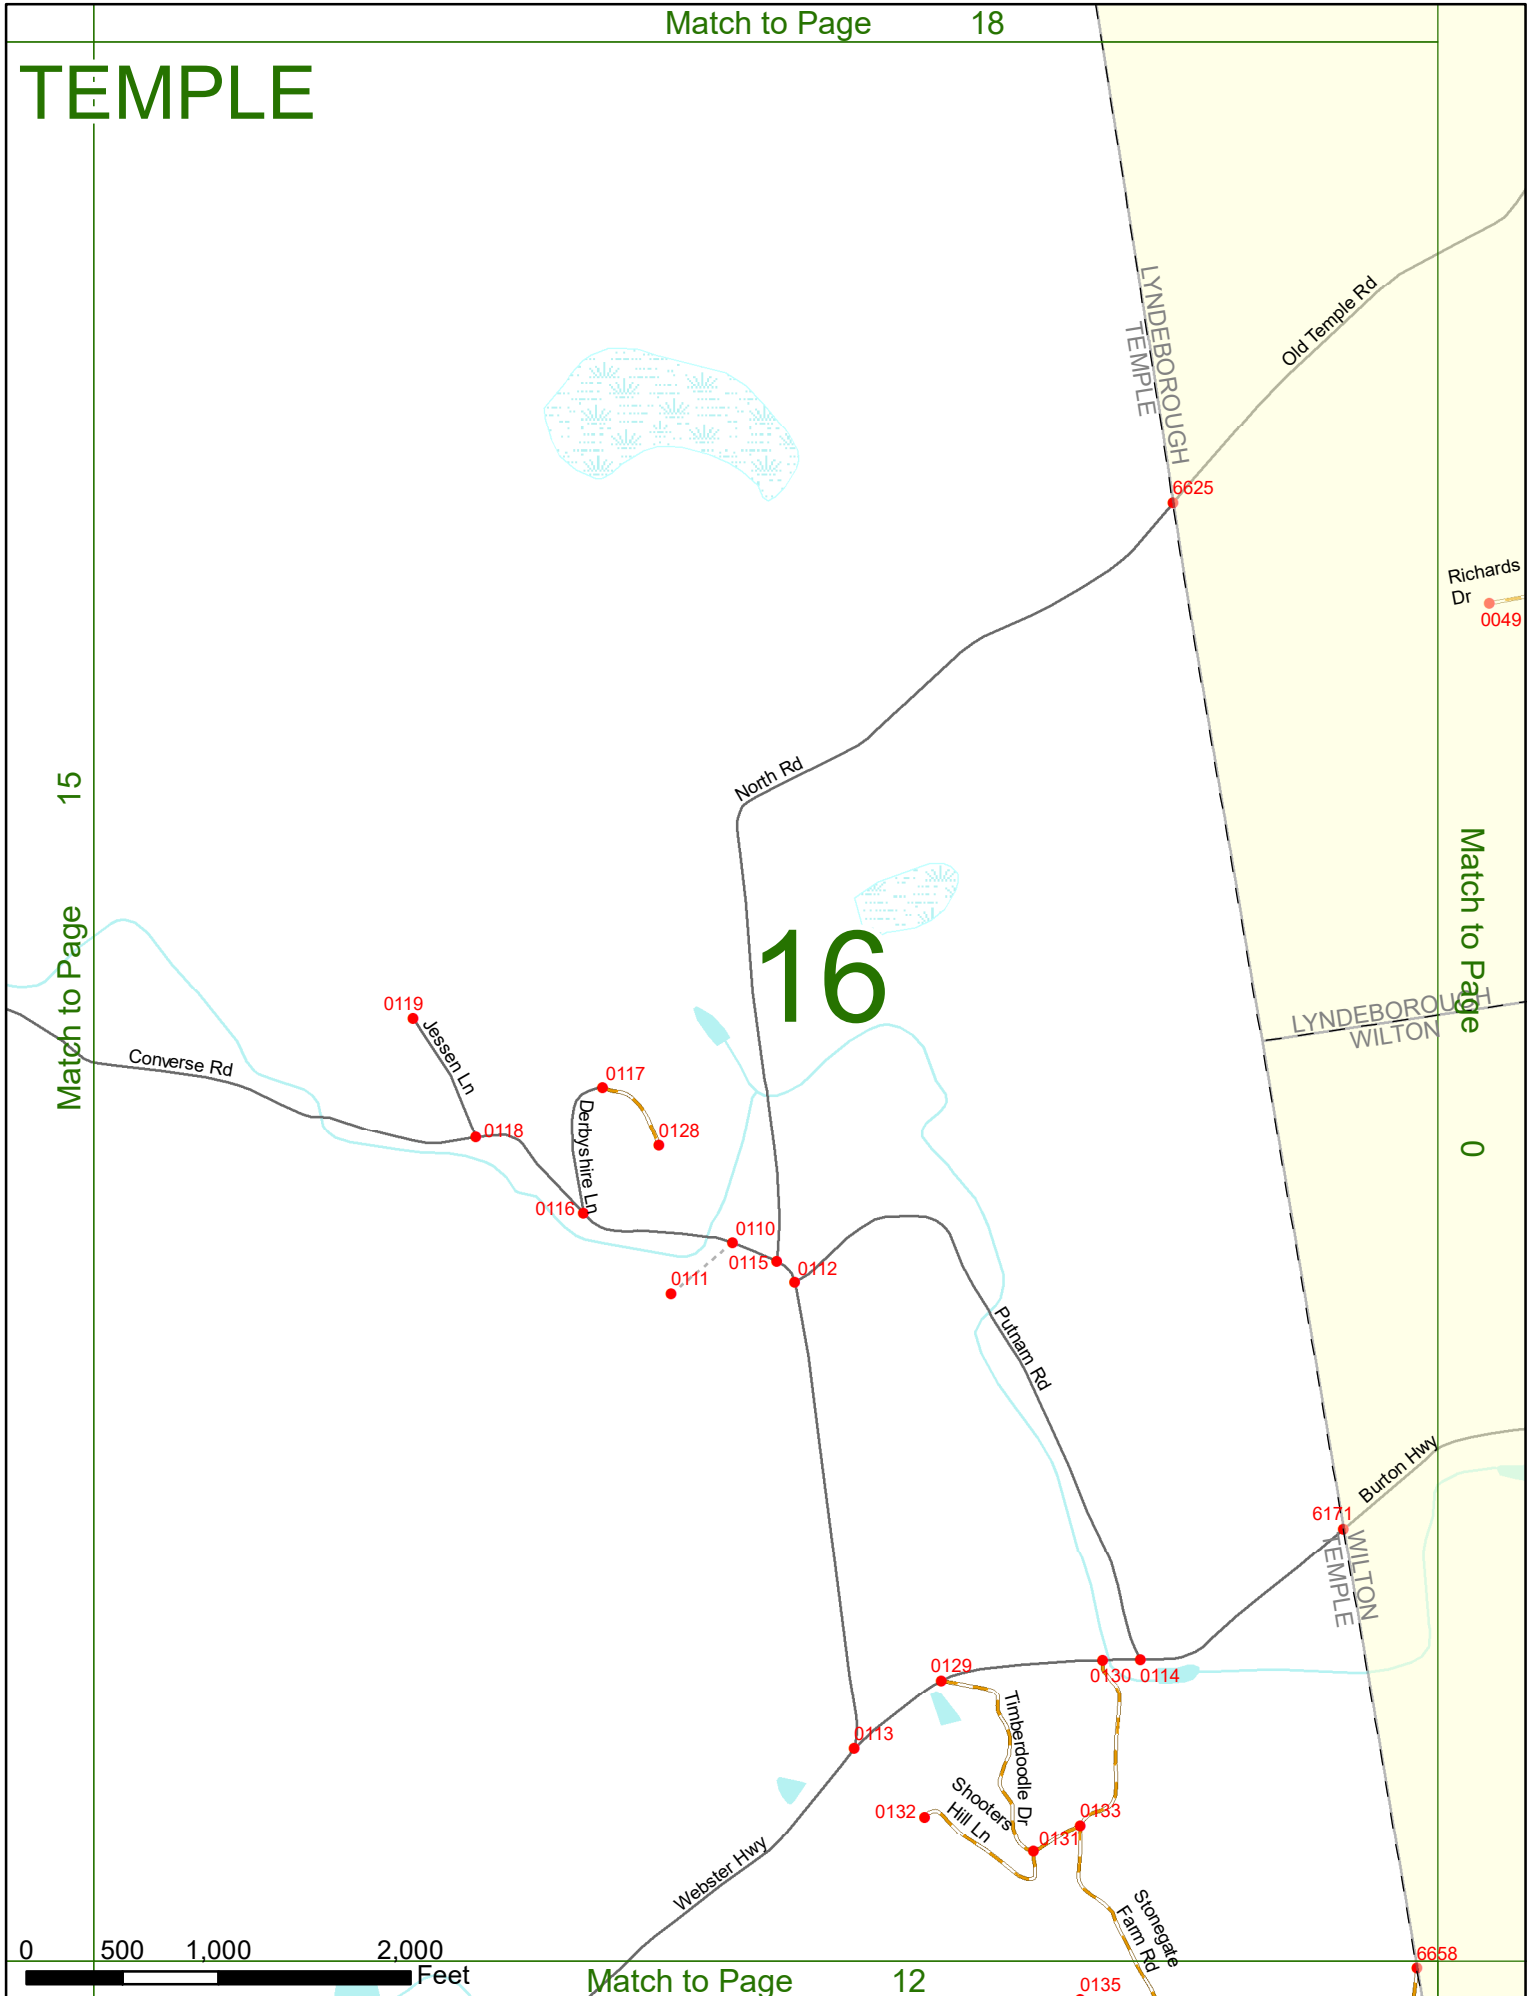 Match to Page 18
TEMPLE
LYNDEBOROUGH
TEMPLE
Old Temple Rd
6625
Richards
Dr
0049
North Rd
Match to Page 15
16
Match to Page 0
LYNDEBOROUGH
WILTON
0119
Jessen Ln
Converse Rd
0117
0118
Derbyshire Ln
0128
0116
0110
0115
0112
0111
Putnam Rd
Burton Hwy
6171
WILTON
TEMPLE
0129
0130
0114
Timberdoodle Dr
0113
Shooters
Hill Ln
0132
0133
0131
Webster Hwy
Stonegate
Farm Rd
6658
0135
0 500 1,000 2,000
Feet
Match to Page 12